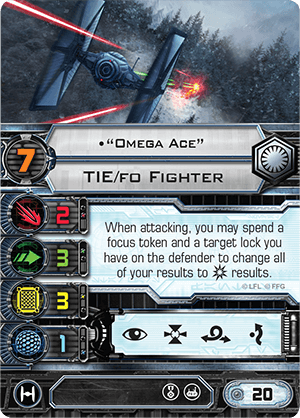 •“Omega Ace”
7
TIE/fo Fighter
2
When attacking, you may spend a
focus token and a target lock you
3
have on the defender to change all
of your results to results.
©LFL ©FFG
3
1
20